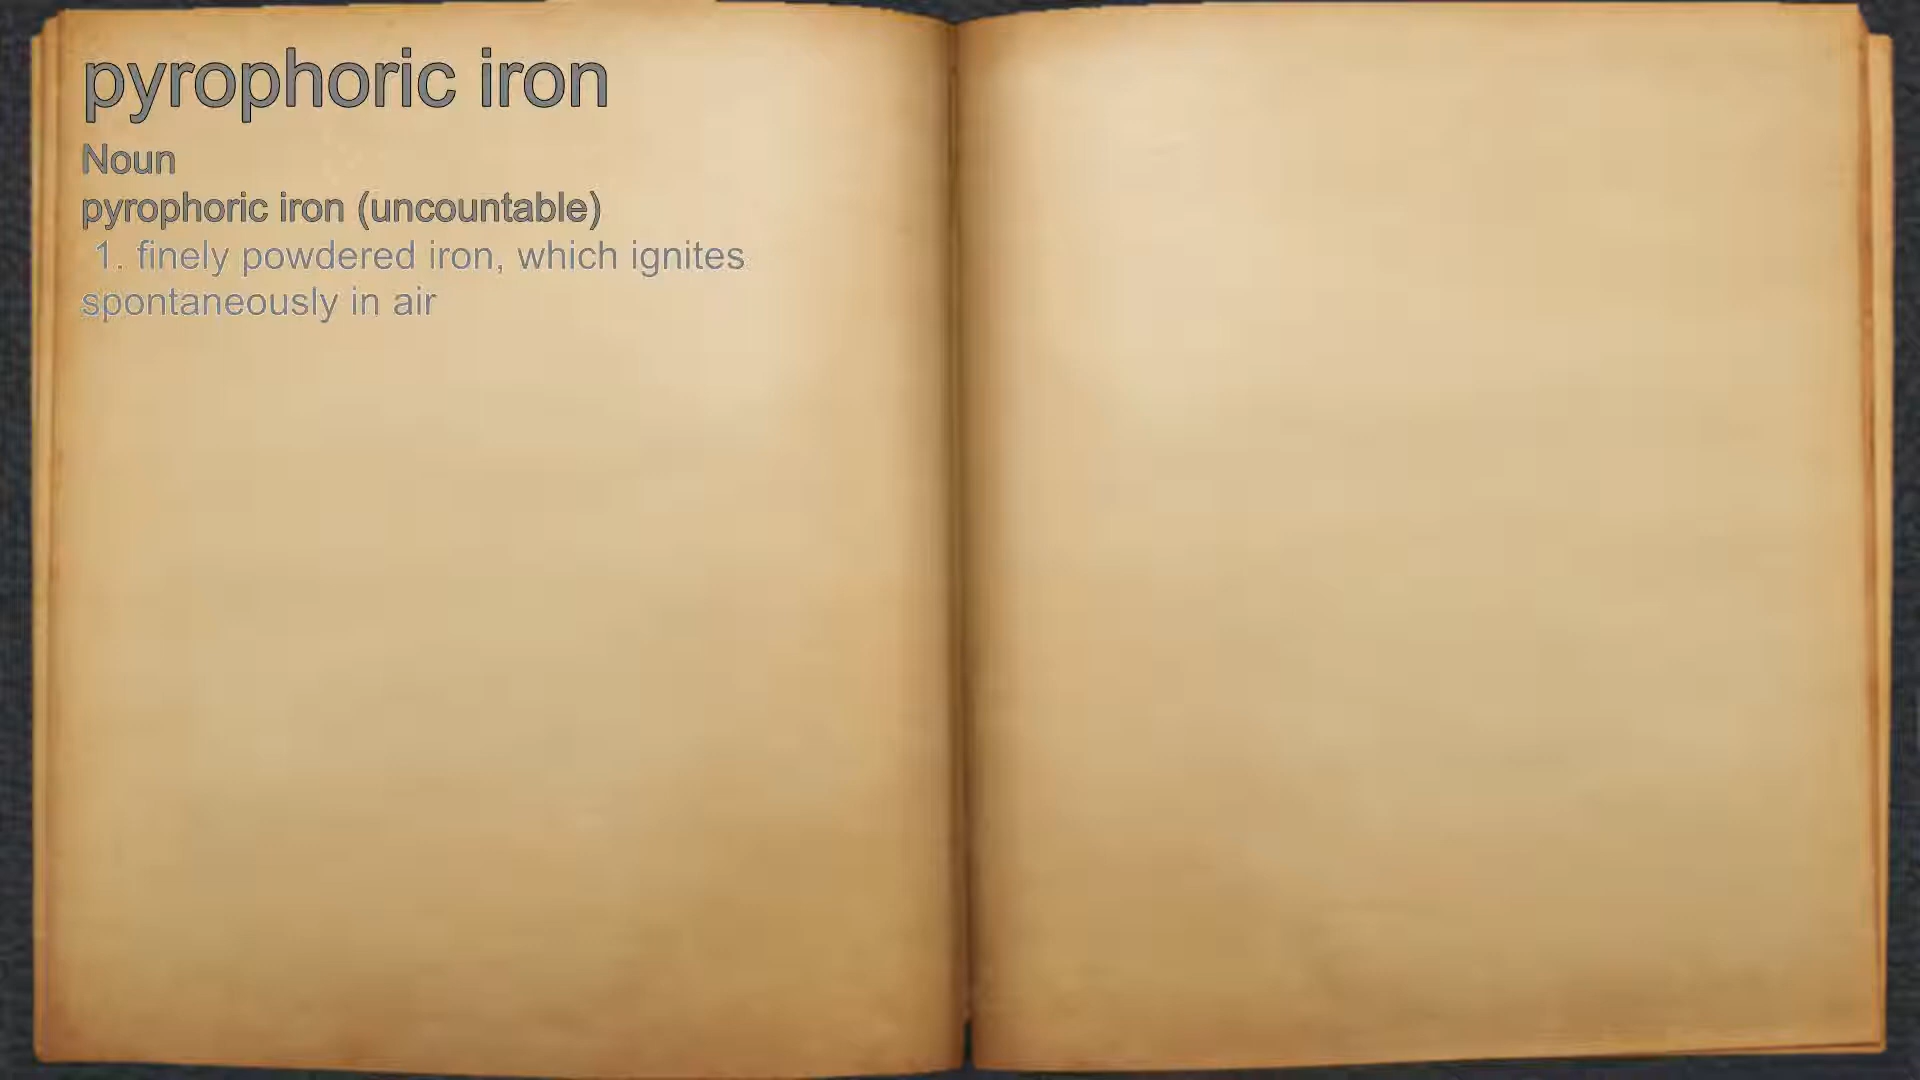 pyrophoric iron
Noun
pyrophoric iron (uncountable)
1. finely powdered iron, which ignites
spontaneously in air